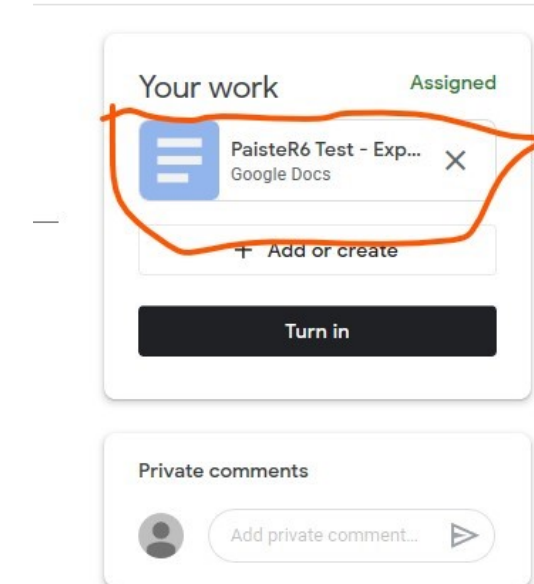 Your work
Assigned
PaisteR6 Test - Exp...
Google Docs
+ Add or create
Turn in
Private comments
Add private comment...